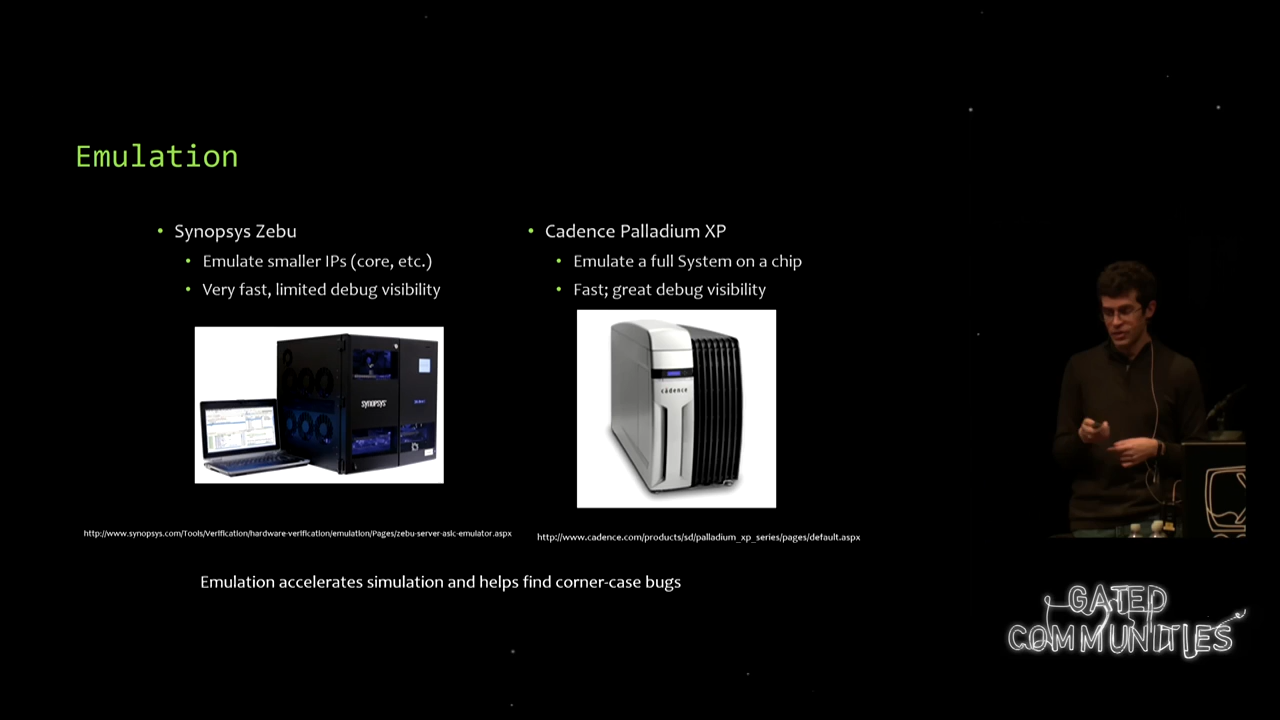 Emulation
• Synopsys Zebu
• Emulate smaller IPs (core, etc.)
• Very fast, limited debug visibility
• Cadence Palladium XP
• Emulate a full System on a chip
• Fast; great debug visibility
SYNOPSYS
cādence
http://www.synopsys.com/Tools/Verification/hardware-verification/emulation/Pages/zebu-server-asic-emulator.aspx
http://www.cadence.com/products/sd/palladium_xp_series/pages/default.aspx
Emulation accelerates simulation and helps find corner-case bugs
GATED
COMMUNITIES